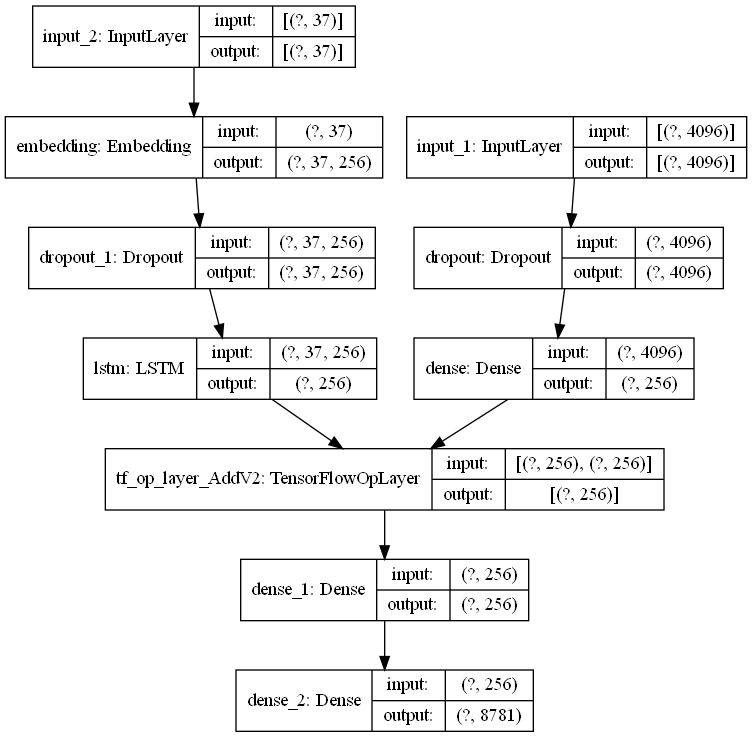 input_2: InputLayer
input: [(?, 37)]
output: [(?, 37)]
embedding: Embedding
input: (?, 37)
output: (?, 37, 256)
input_1: InputLayer
input: [(?, 4096)]
output: [(?, 4096)]
dropout_1: Dropout
input: (?, 37, 256)
output: (?, 37, 256)
dropout: Dropout
input: (?, 4096)
output: (?, 4096)
lstm: LSTM
input: (?, 37, 256)
output: (?, 256)
dense: Dense
input: (?, 4096)
output: (?, 256)
tf_op_layer_AddV2: TensorFlowOpLayer
input: [(?, 256), (?, 256)]
output: [(?, 256)]
dense_1: Dense
input: (?, 256)
output: (?, 256)
dense_2: Dense
input: (?, 256)
output: (?, 8781)